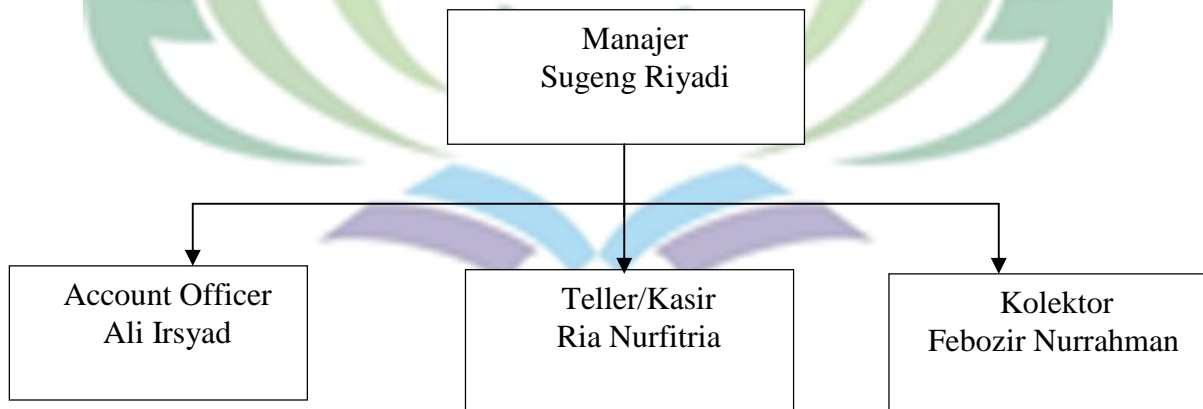 Manajer
Sugeng Riyadi
Account Officer
Ali Irsyad
Teller/Kasir
Ria Nurfitria
Kolektor
Febozir Nurrahman